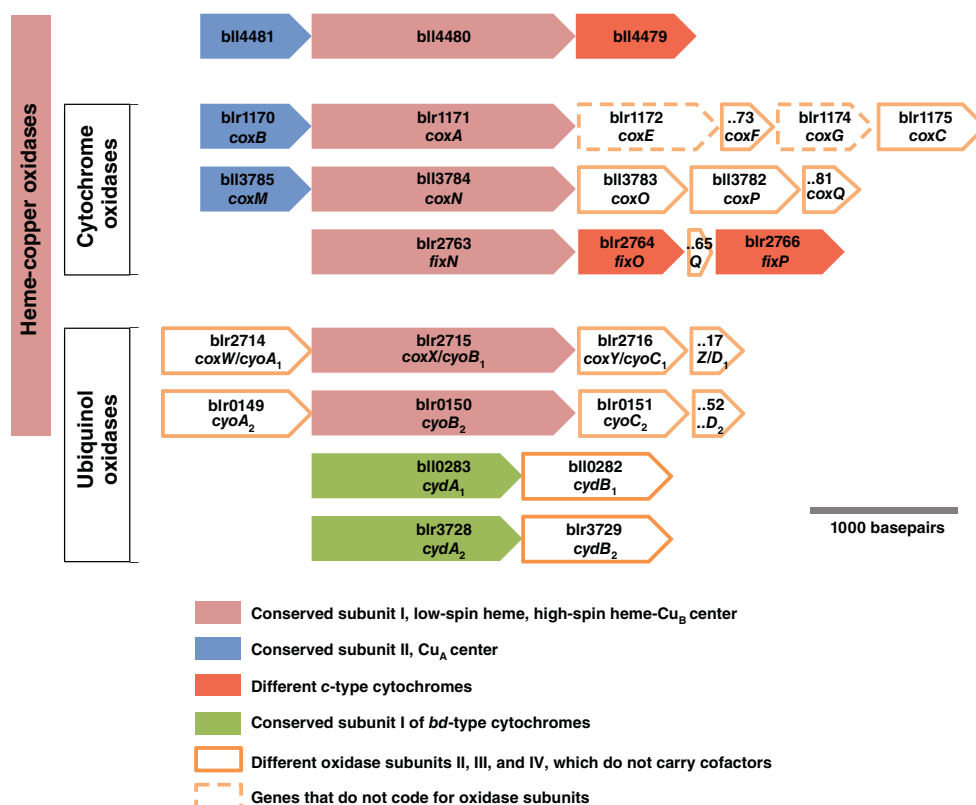 Heme-copper oxidases
bll4481 bll4480 bll4479
Cytochrome
oxidases
blr1170 blr1171 blr1172 ..73 blr1174 blr1175
coxB coxA coxE coxF coxG coxC
bll3785 bll3784 bll3783 bll3782 ..81
coxM coxN coxO coxP coxQ
blr2763 blr2764 ..65 blr2766
fixN fixO Q fixP
Ubiquinol
oxidases
blr2714 blr2715 blr2716 ..17
coxW/cyoA1 coxX/cyoB1 coxY/cyoC1 Z/D1
blr0149 blr0150 blr0151 ..52
cyoA2 cyoB2 cyoC2 ..D2
bll0283 bll0282
cydA1 cydB1
blr3728 blr3729
cydA2 cydB2
1000 basepairs
Conserved subunit I, low-spin heme, high-spin heme-CuB center
Conserved subunit II, CuA center
Different c-type cytochromes
Conserved subunit I of bd-type cytochromes
Different oxidase subunits II, III, and IV, which do not carry cofactors
Genes that do not code for oxidase subunits